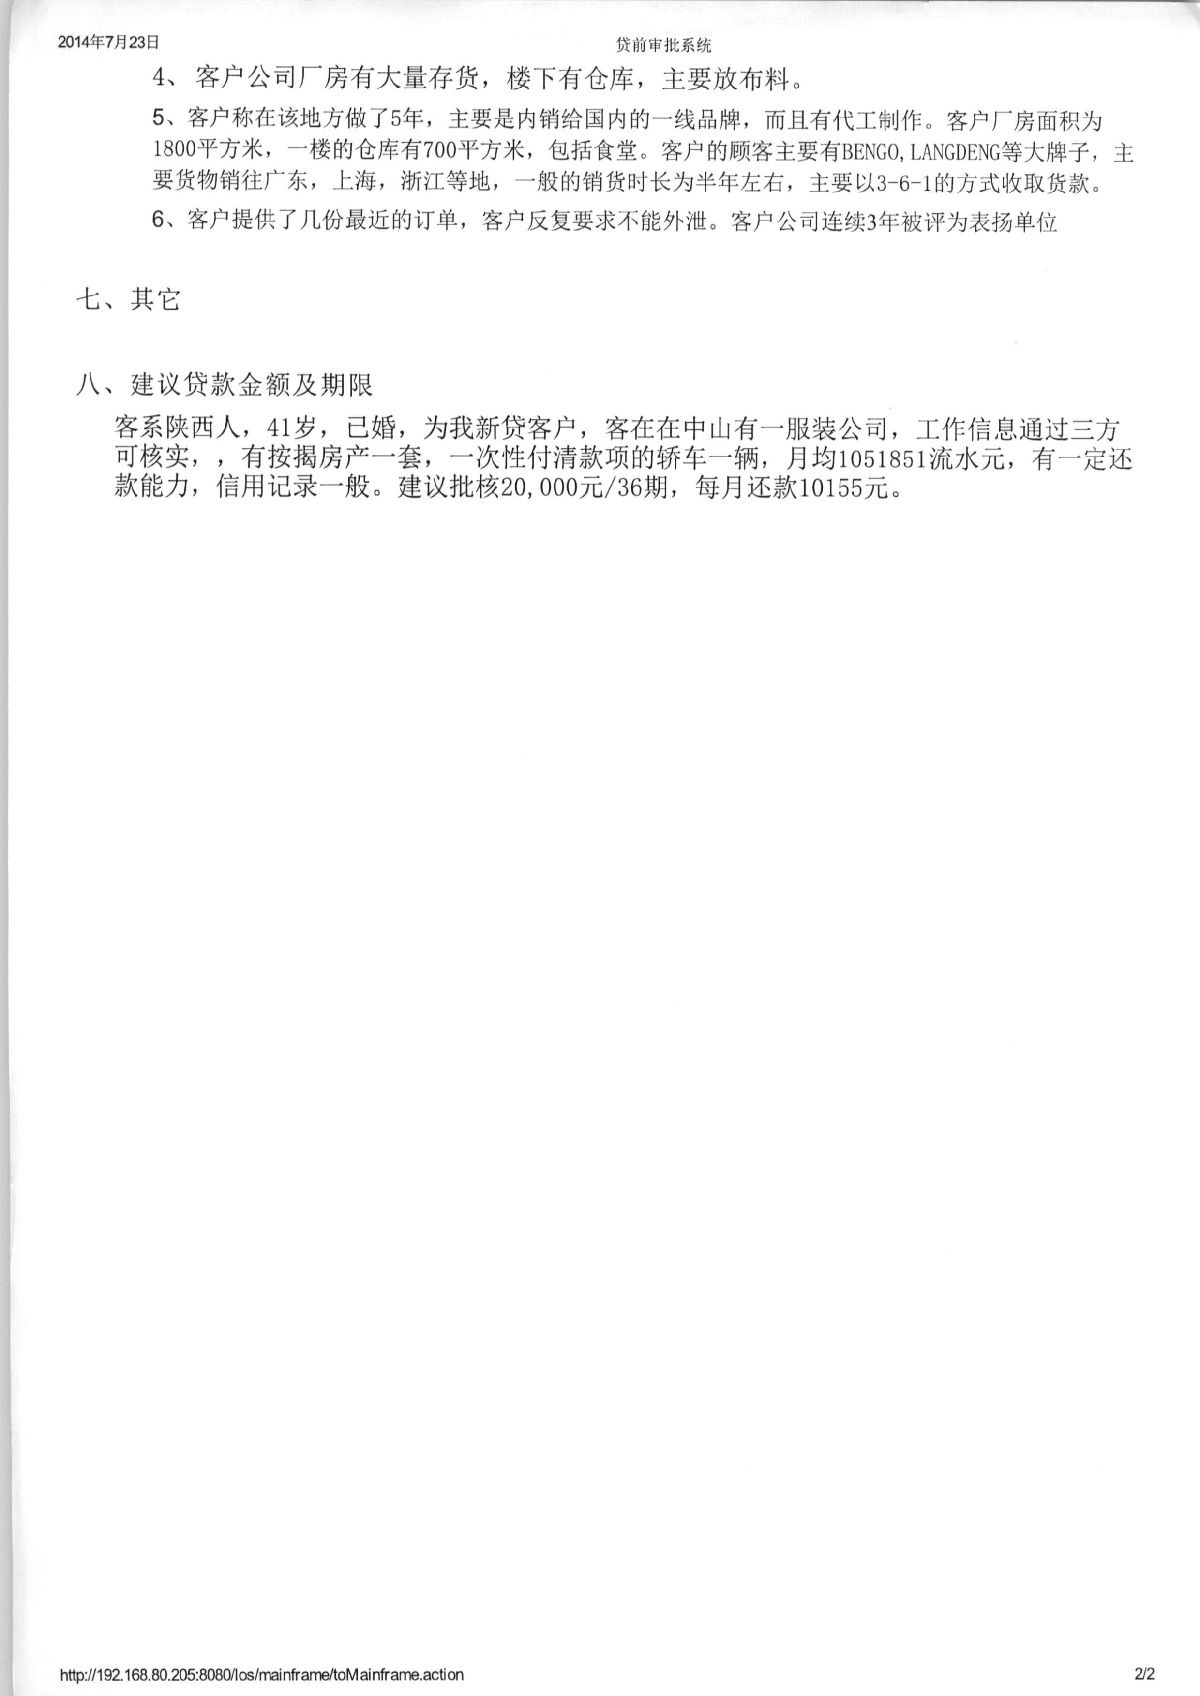 2014年7月23日
贷前审批系统
4、 客户公司厂房有大量存货，楼下有仓库，主要放布料。
5、客户称在该地方做了5年，主要是内销给国内的一线品牌，而且有代工制作。客户厂房面积为
1800平方米，一楼的仓库有700平方米，包括食堂。客户的顾客主要有BENGO,LANGDENG等大牌子，主
要货物销往广东，上海，浙江等地，一般的销货时长为半年左右，主要以3-6-1的方式收取货款。
6、客户提供了几份最近的订单，客户反复要求不能外泄。客户公司连续3年被评为表扬单位
七、其它
八、建议贷款金额及期限
客系陕西人，41岁，已婚，为我新贷客户，客在在中山有一服装公司，工作信息通过三方
可核实，，有按揭房产一套，一次性付清款项的轿车一辆，月均1051851流水元，有一定还
款能力，信用记录一般。建议批核20,000元/36期，每月还款10155元。
http://192.168.80.205:8080/los/mainframe/toMainframe.action
2/2